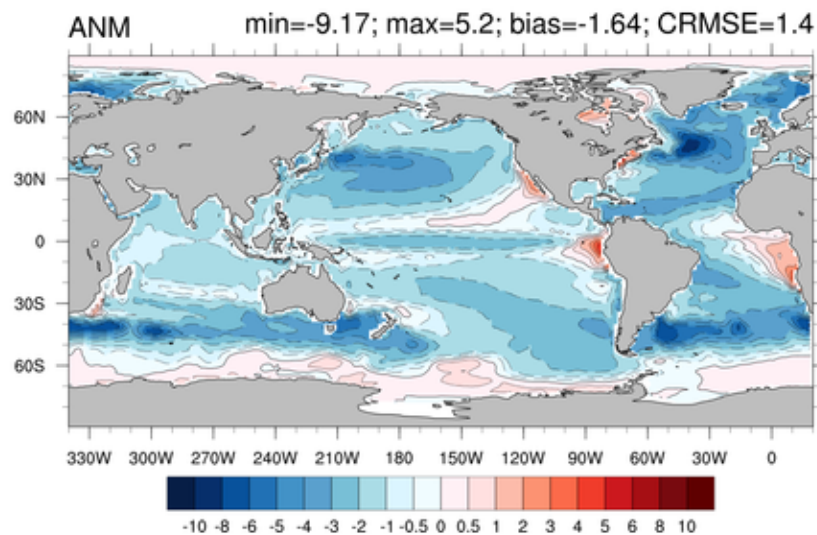 ANM min=-9.17; max=5.2; bias=-1.64; CRMSE=1.4
60N
30N
0
30S
60S
330W 300W 270W 240W 210W 180 150W 120W 90W 60W 30W 0
-10 -8 -6 -5 -4 -3 -2 -1 -0.5 0 0.5 1 2 3 4 5 6 8 10